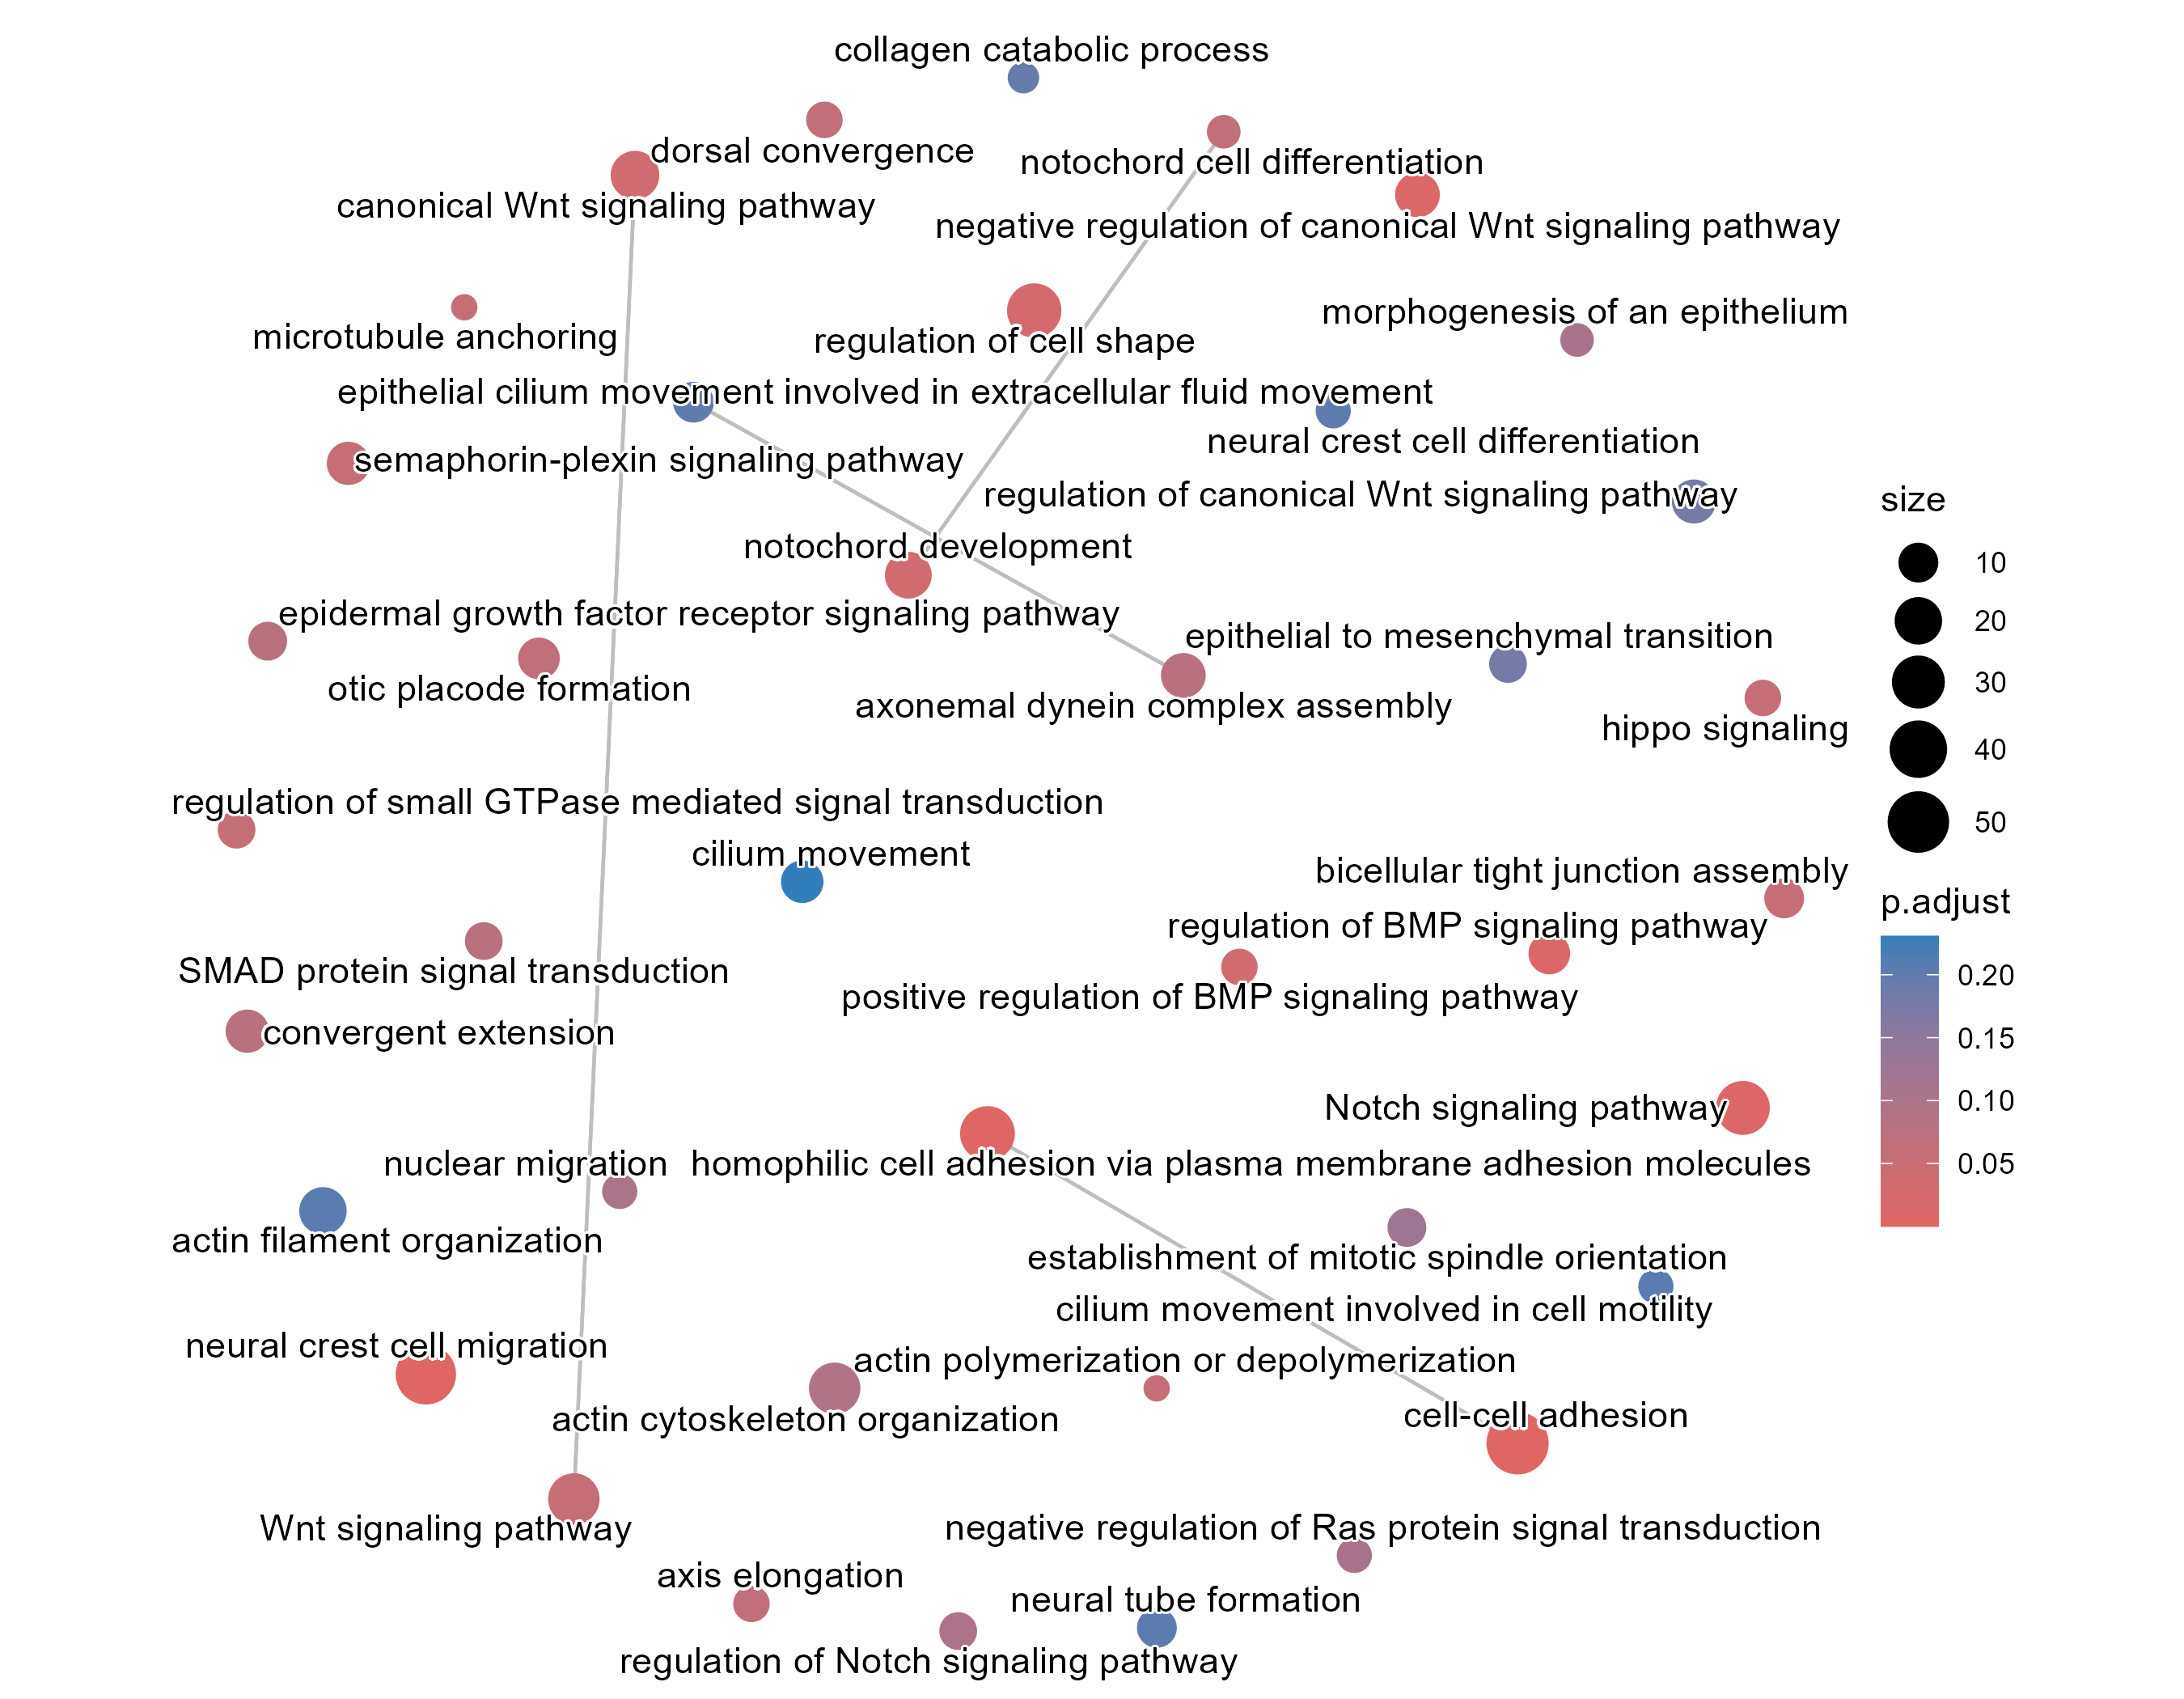 collagen catabolic process
dorsal convergence
notochord cell differentiation
canonical Wnt signaling pathway
negative regulation of canonical Wnt signaling pathway
morphogenesis of an epithelium
microtubule anchoring
regulation of cell shape
epithelial cilium movement involved in extracellular fluid movement
neural crest cell differentiation
semaphorin-plexin signaling pathway
regulation of canonical Wnt signaling pathway
notochord development
epidermal growth factor receptor signaling pathway
epithelial to mesenchymal transition
otic placode formation
axonemal dynein complex assembly
hippo signaling
regulation of small GTPase mediated signal transduction
cilium movement
bicellular tight junction assembly
regulation of BMP signaling pathway
SMAD protein signal transduction
positive regulation of BMP signaling pathway
convergent extension
Notch signaling pathway
nuclear migration
homophilic cell adhesion via plasma membrane adhesion molecules
actin filament organization
establishment of mitotic spindle orientation
cilium movement involved in cell motility
neural crest cell migration
actin polymerization or depolymerization
actin cytoskeleton organization
cell-cell adhesion
Wnt signaling pathway
negative regulation of Ras protein signal transduction
axis elongation
neural tube formation
regulation of Notch signaling pathway
size
10
20
30
40
50
p.adjust
0.20
0.15
0.10
0.05